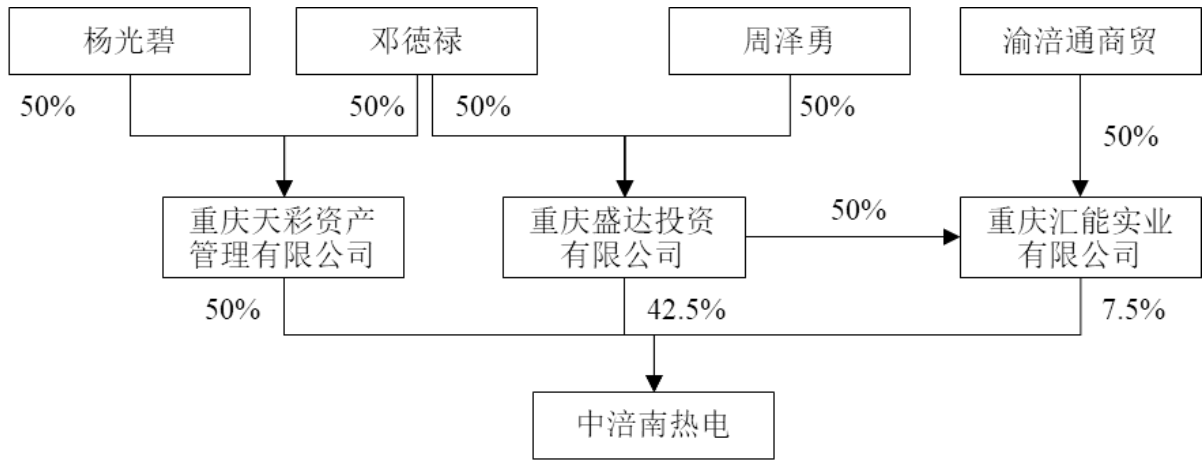 杨光碧
邓德禄
周泽勇
渝涪通商贸
50%
50%
50%
50%
50%
重庆天彩资产
管理有限公司
重庆盛达投资
有限公司
50%
重庆汇能实业
有限公司
50%
42.5%
7.5%
中涪南热电